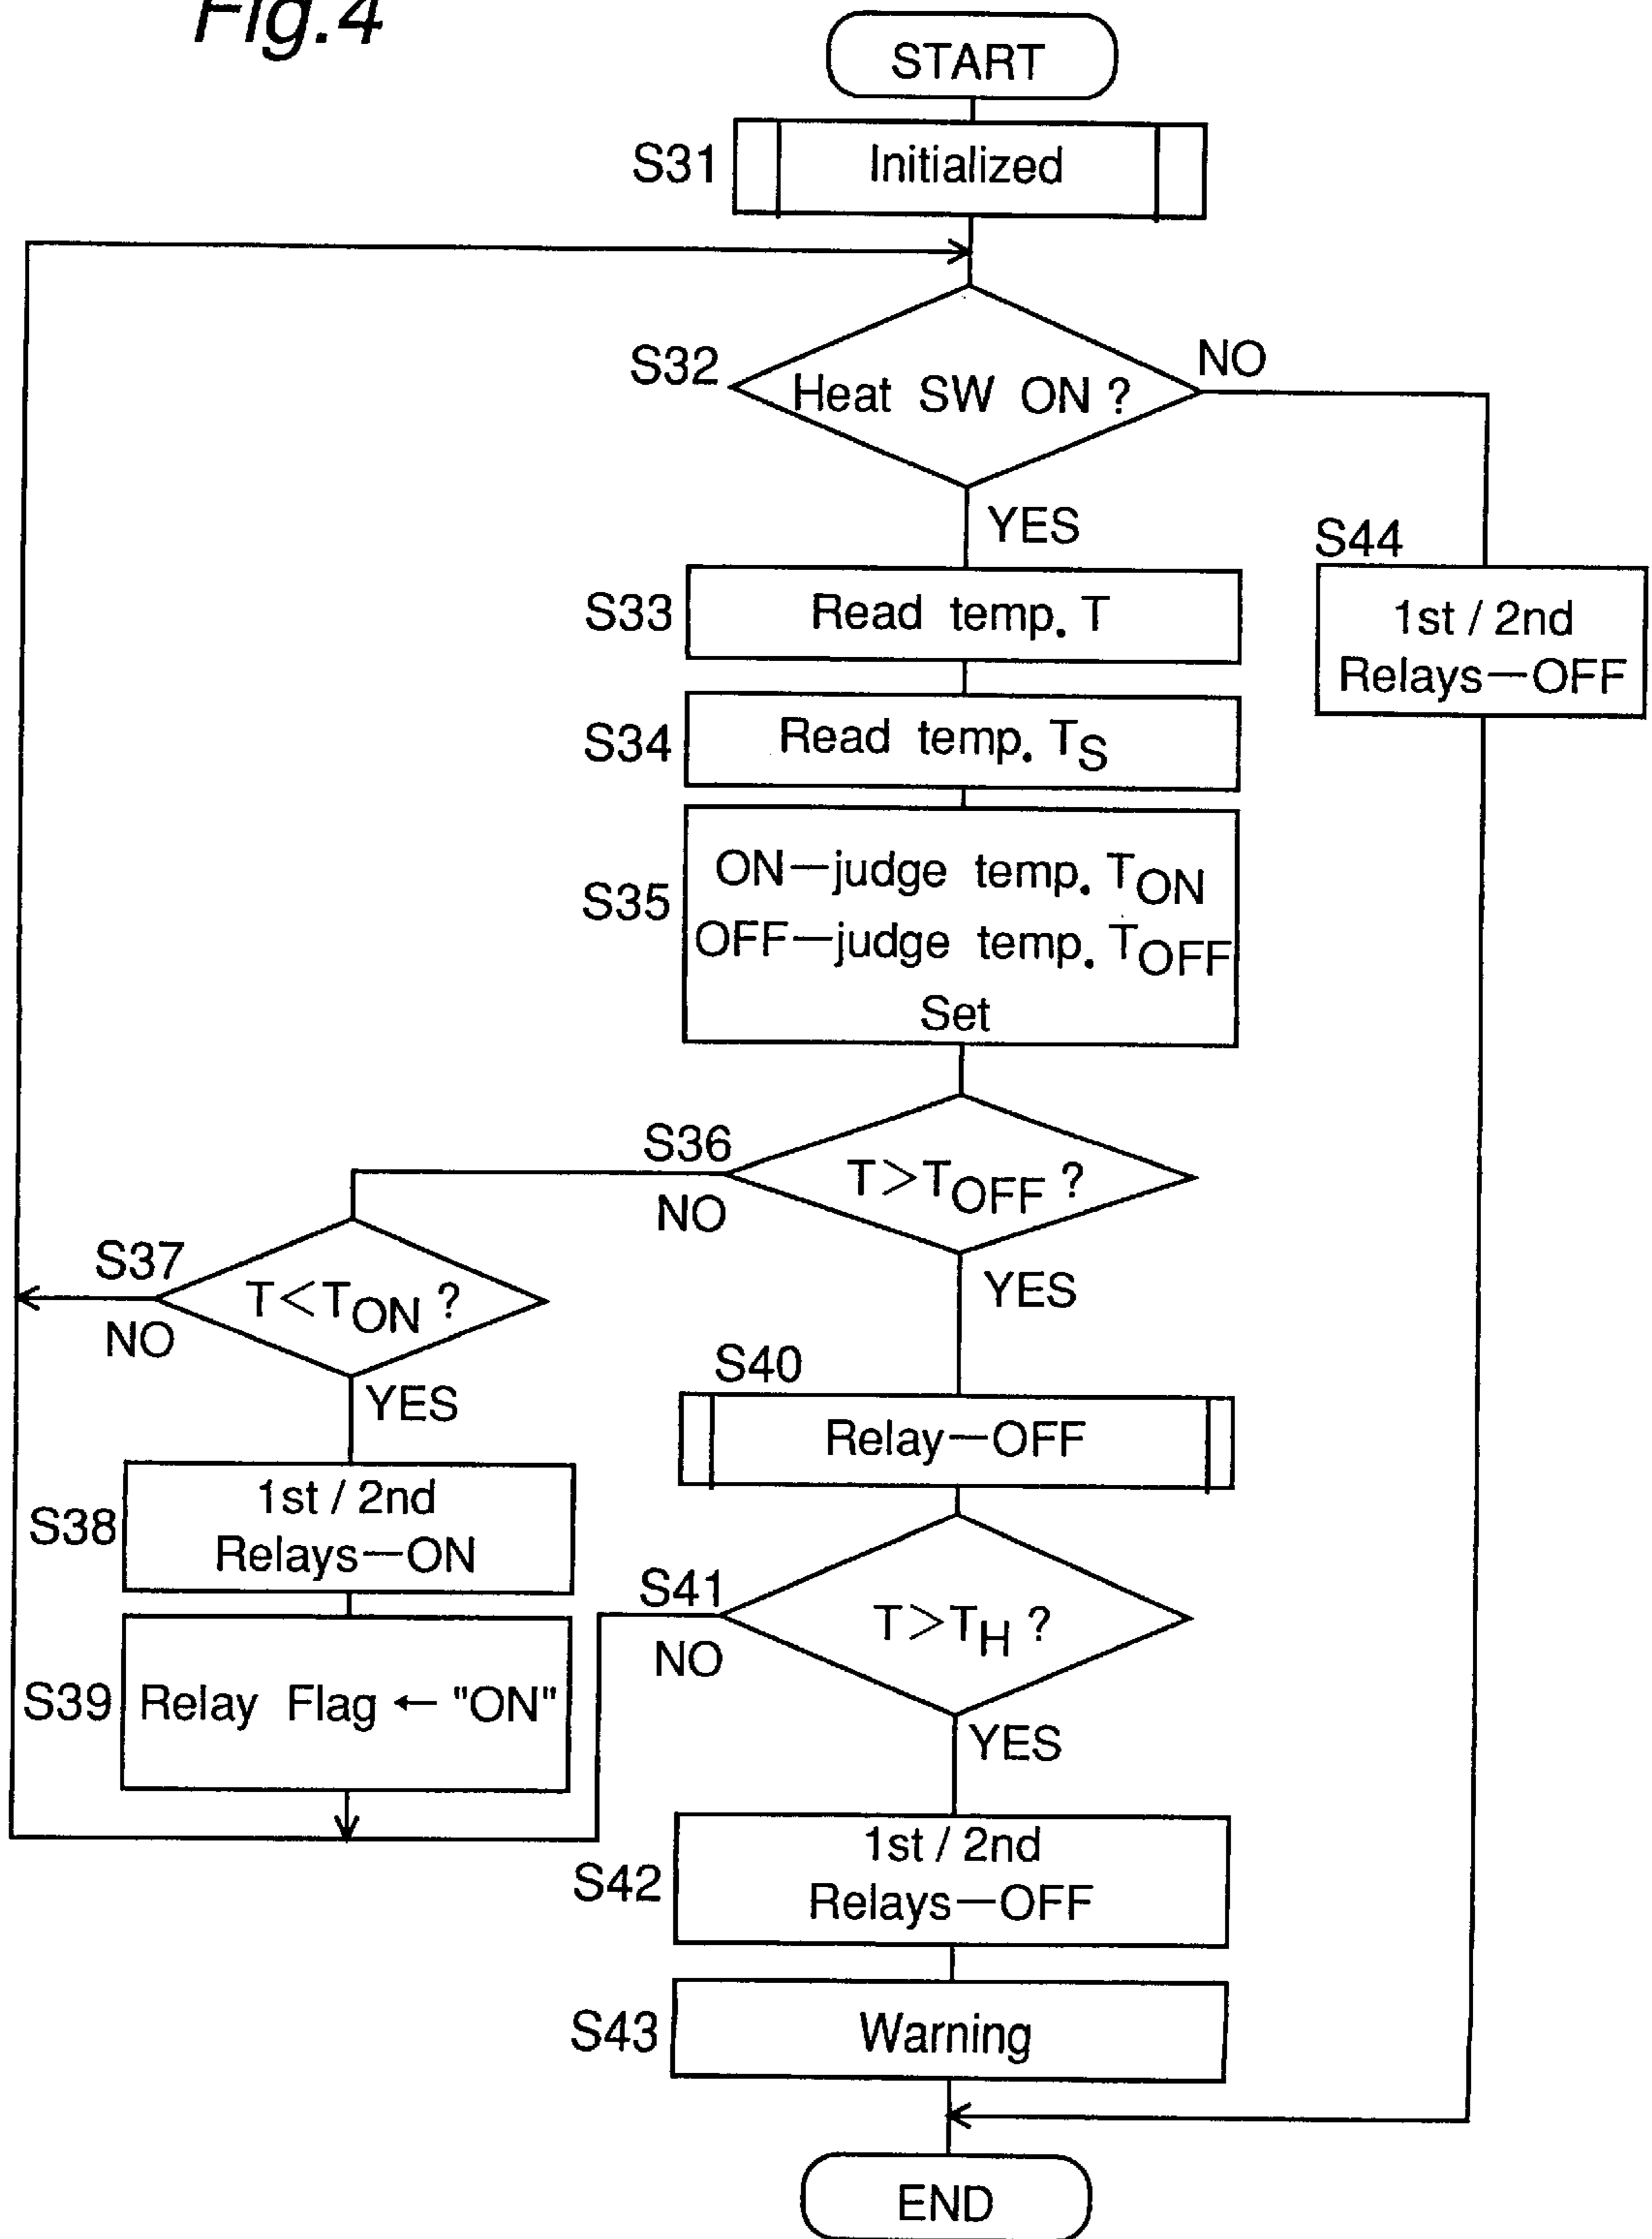 Fig.4
START
S31
Initialized
S32
Heat SW ON ?
NO
YES
S44
1st / 2nd
Relays—OFF
S33
Read temp. T
S34
Read temp. TS
S35
ON—judge temp. TON
OFF—judge temp. TOFF
Set
S36
T>TOFF ?
NO
YES
S37
T<TON ?
NO
YES
S38
1st / 2nd
Relays—ON
S39
Relay Flag ← "ON"
S40
Relay—OFF
S41
T>TH ?
NO
YES
S42
1st / 2nd
Relays—OFF
S43
Warning
END